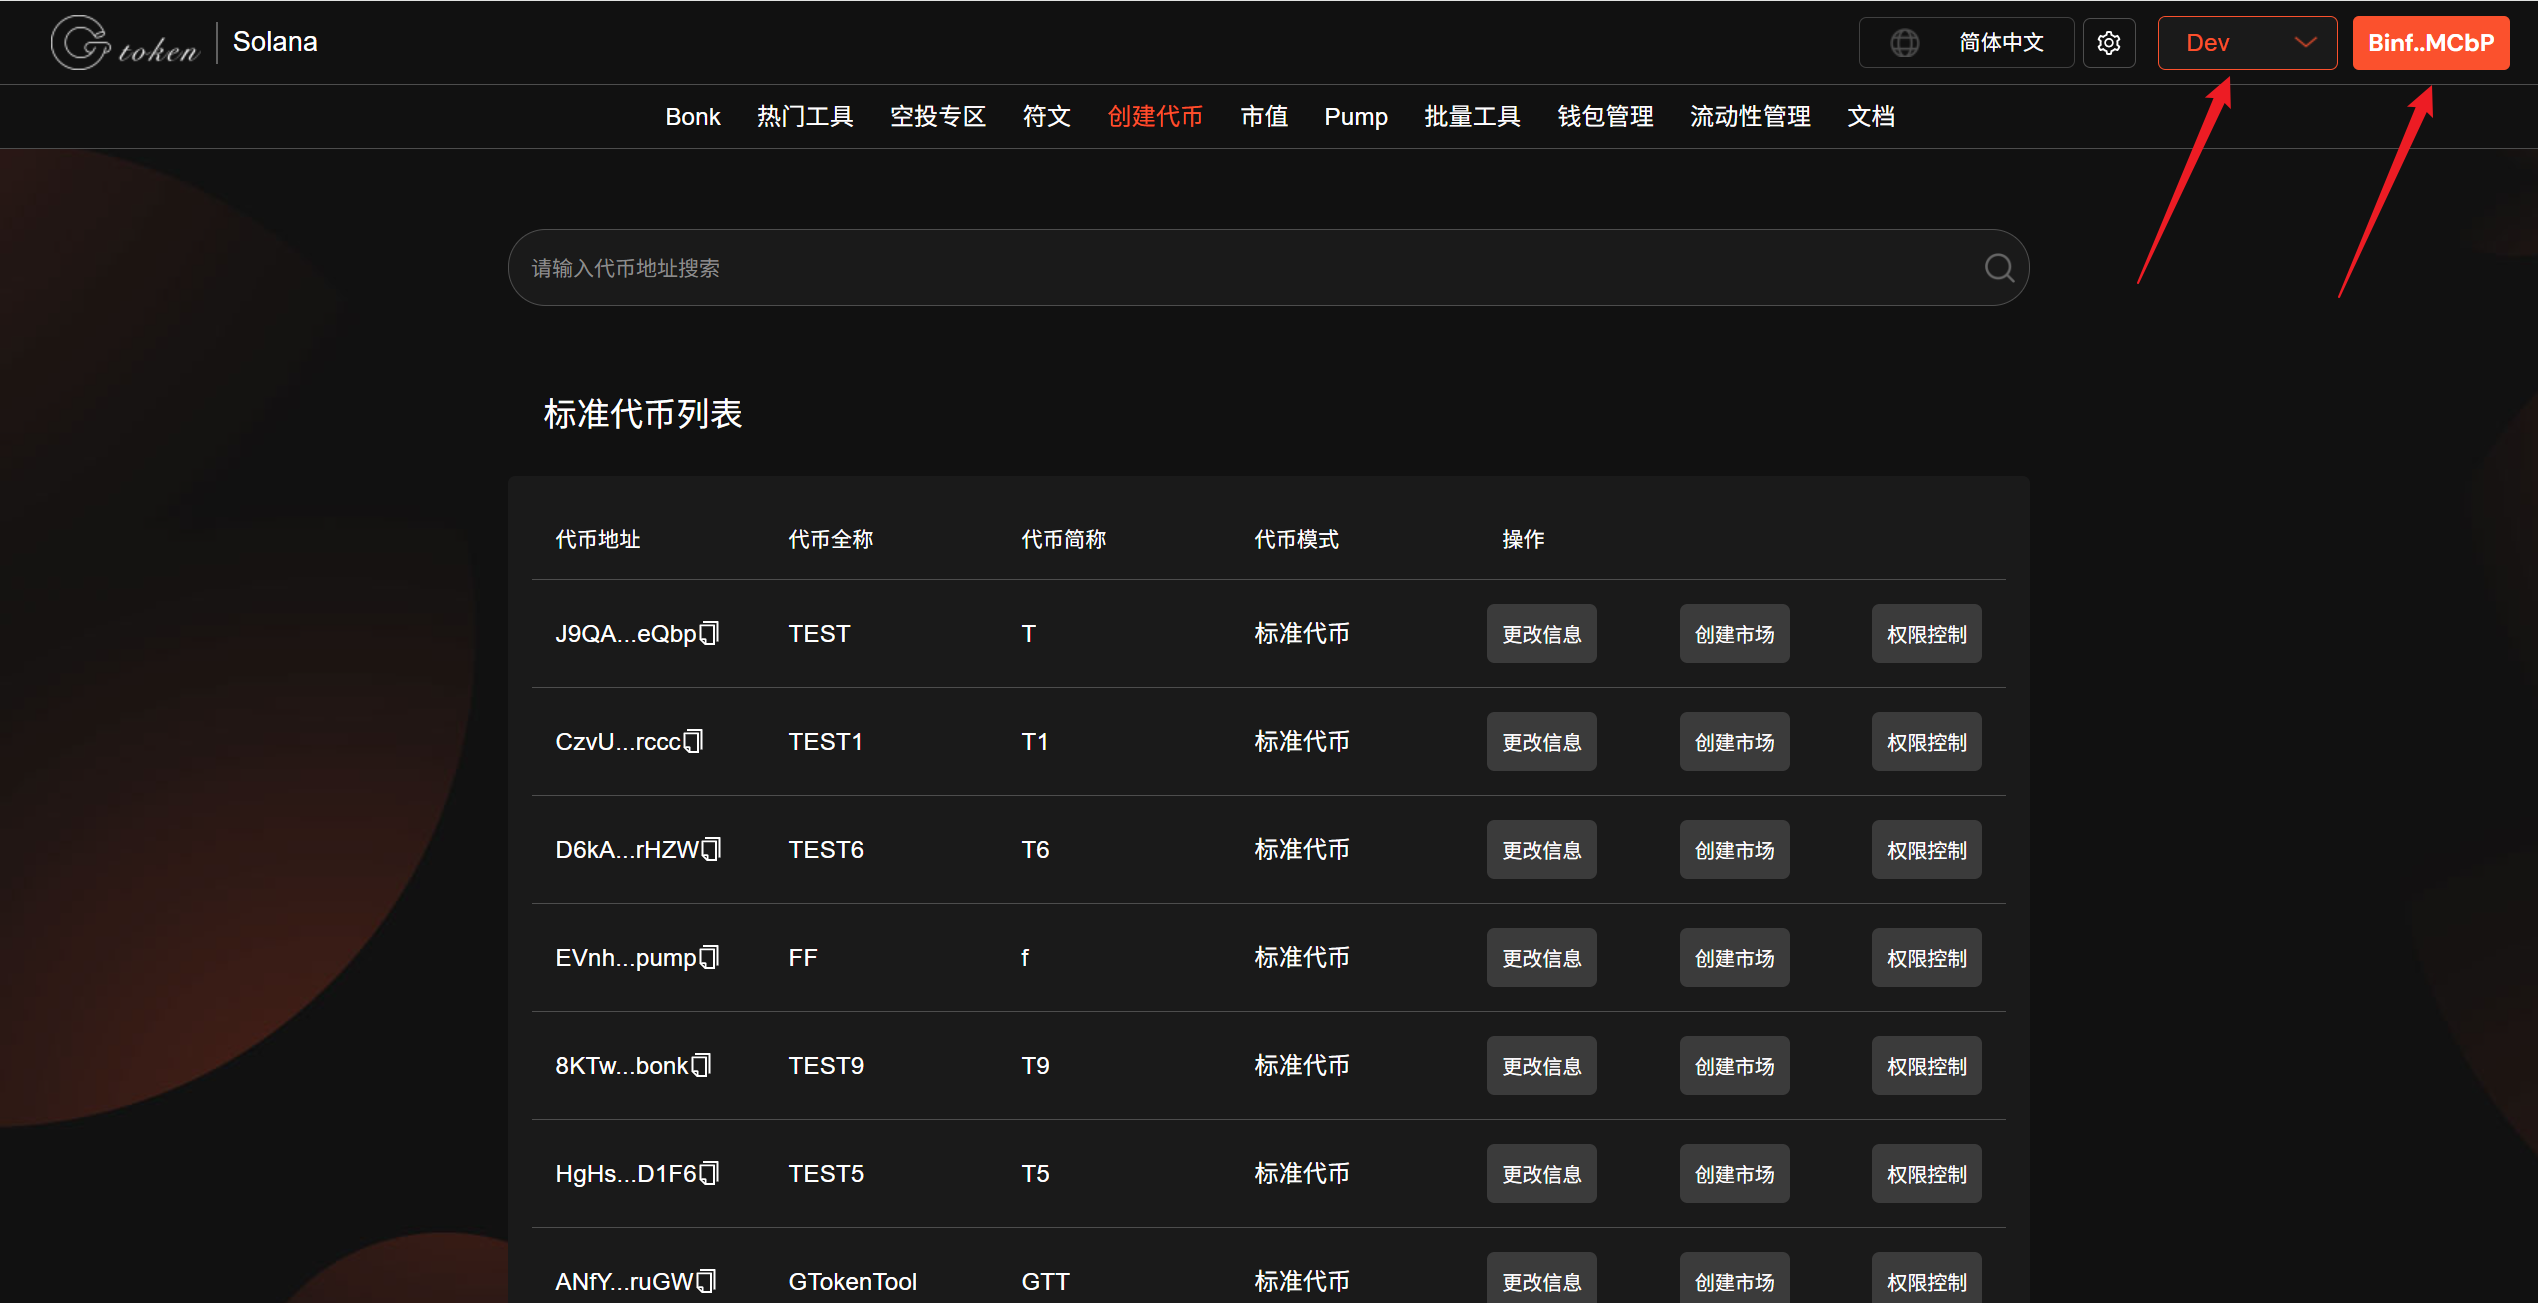 GT token | Solana 简体中文 Dev Binf..MCbP
Bonk 热门工具 空投专区 符文 创建代币 市值 Pump 批量工具 钱包管理 流动性管理 文档
请输入代币地址搜索
标准代币列表
代币地址 代币全称 代币简称 代币模式 操作
J9QA...eQbp TEST T 标准代币 更改信息 创建市场 权限控制
CzvU...rccc TEST1 T1 标准代币 更改信息 创建市场 权限控制
D6kA...rHZW TEST6 T6 标准代币 更改信息 创建市场 权限控制
EVnh...pump FF f 标准代币 更改信息 创建市场 权限控制
8KTw...bonk TEST9 T9 标准代币 更改信息 创建市场 权限控制
HgHs...D1F6 TEST5 T5 标准代币 更改信息 创建市场 权限控制
ANfY...ruGW GTokenTool GTT 标准代币 更改信息 创建市场 权限控制